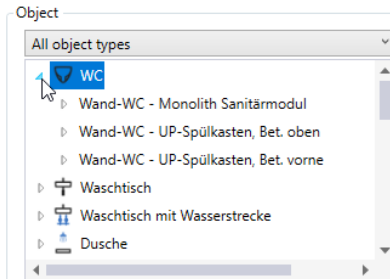 Object
All object types
WC
Wand-WC - Monolith Sanitärmodul
Wand-WC - UP-Spülkasten, Bet. oben
Wand-WC - UP-Spülkasten, Bet. vorne
Waschtisch
Waschtisch mit Wasserstrecke
Dusche